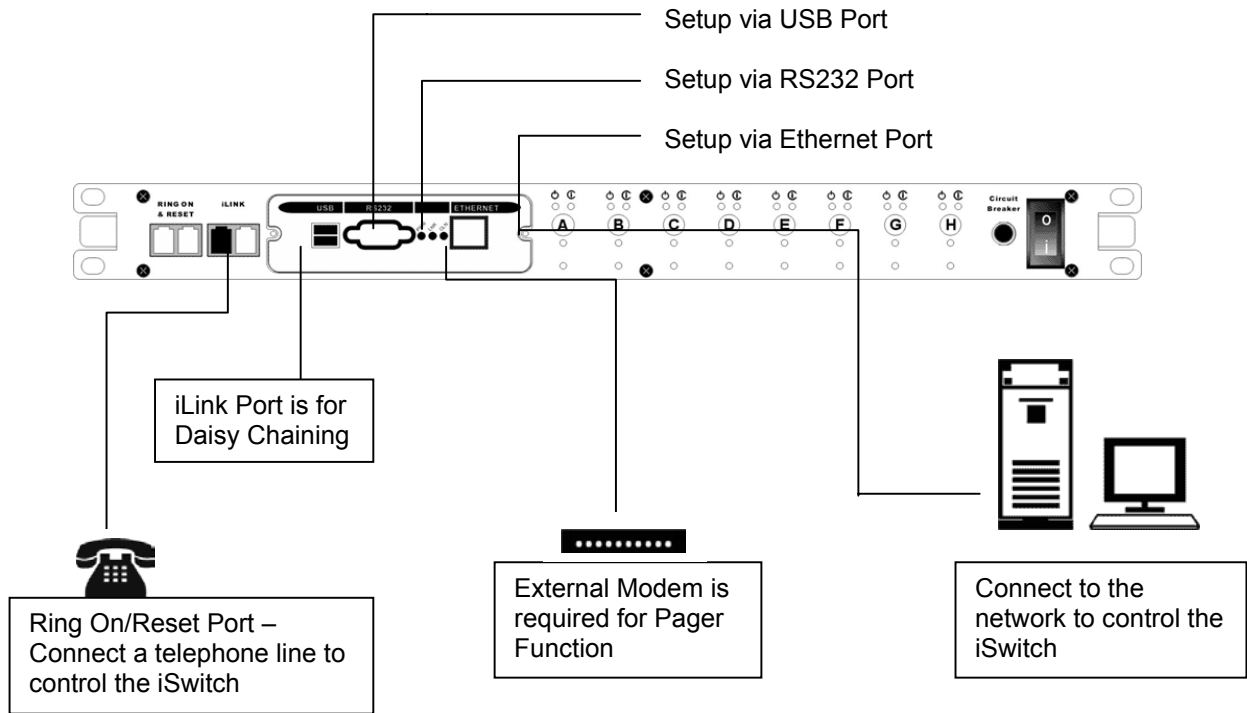 Setup via USB Port
Setup via RS232 Port
Setup via Ethernet Port
RING ON
& RESET
iLINK
USB
RS232
ETHERNET
A
B
C
D
E
F
G
H
Circuit
Breaker
O
I
iLink Port is for
Daisy Chaining
Ring On/Reset Port –
Connect a telephone line to
control the iSwitch
External Modem is
required for Pager
Function
Connect to the
network to control the
iSwitch